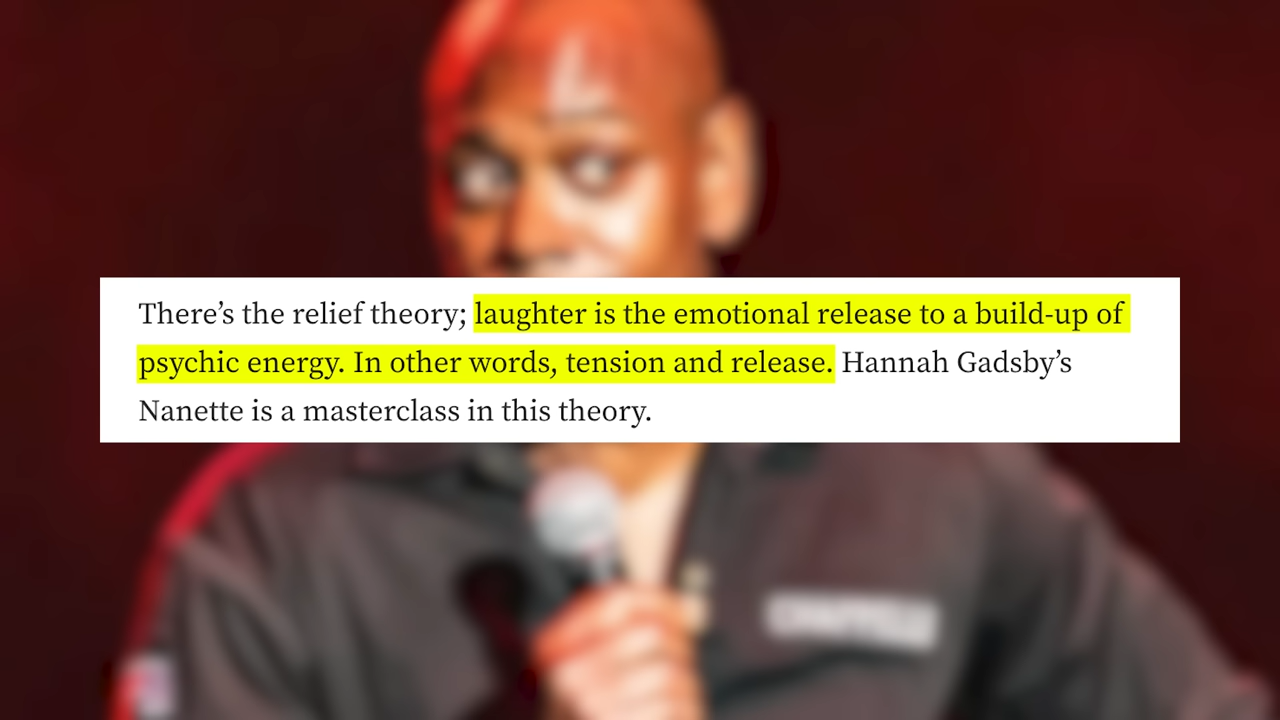 There’s the relief theory; laughter is the emotional release to a build-up of
psychic energy. In other words, tension and release. Hannah Gadsby’s
Nanette is a masterclass in this theory.
CHAPPELLE